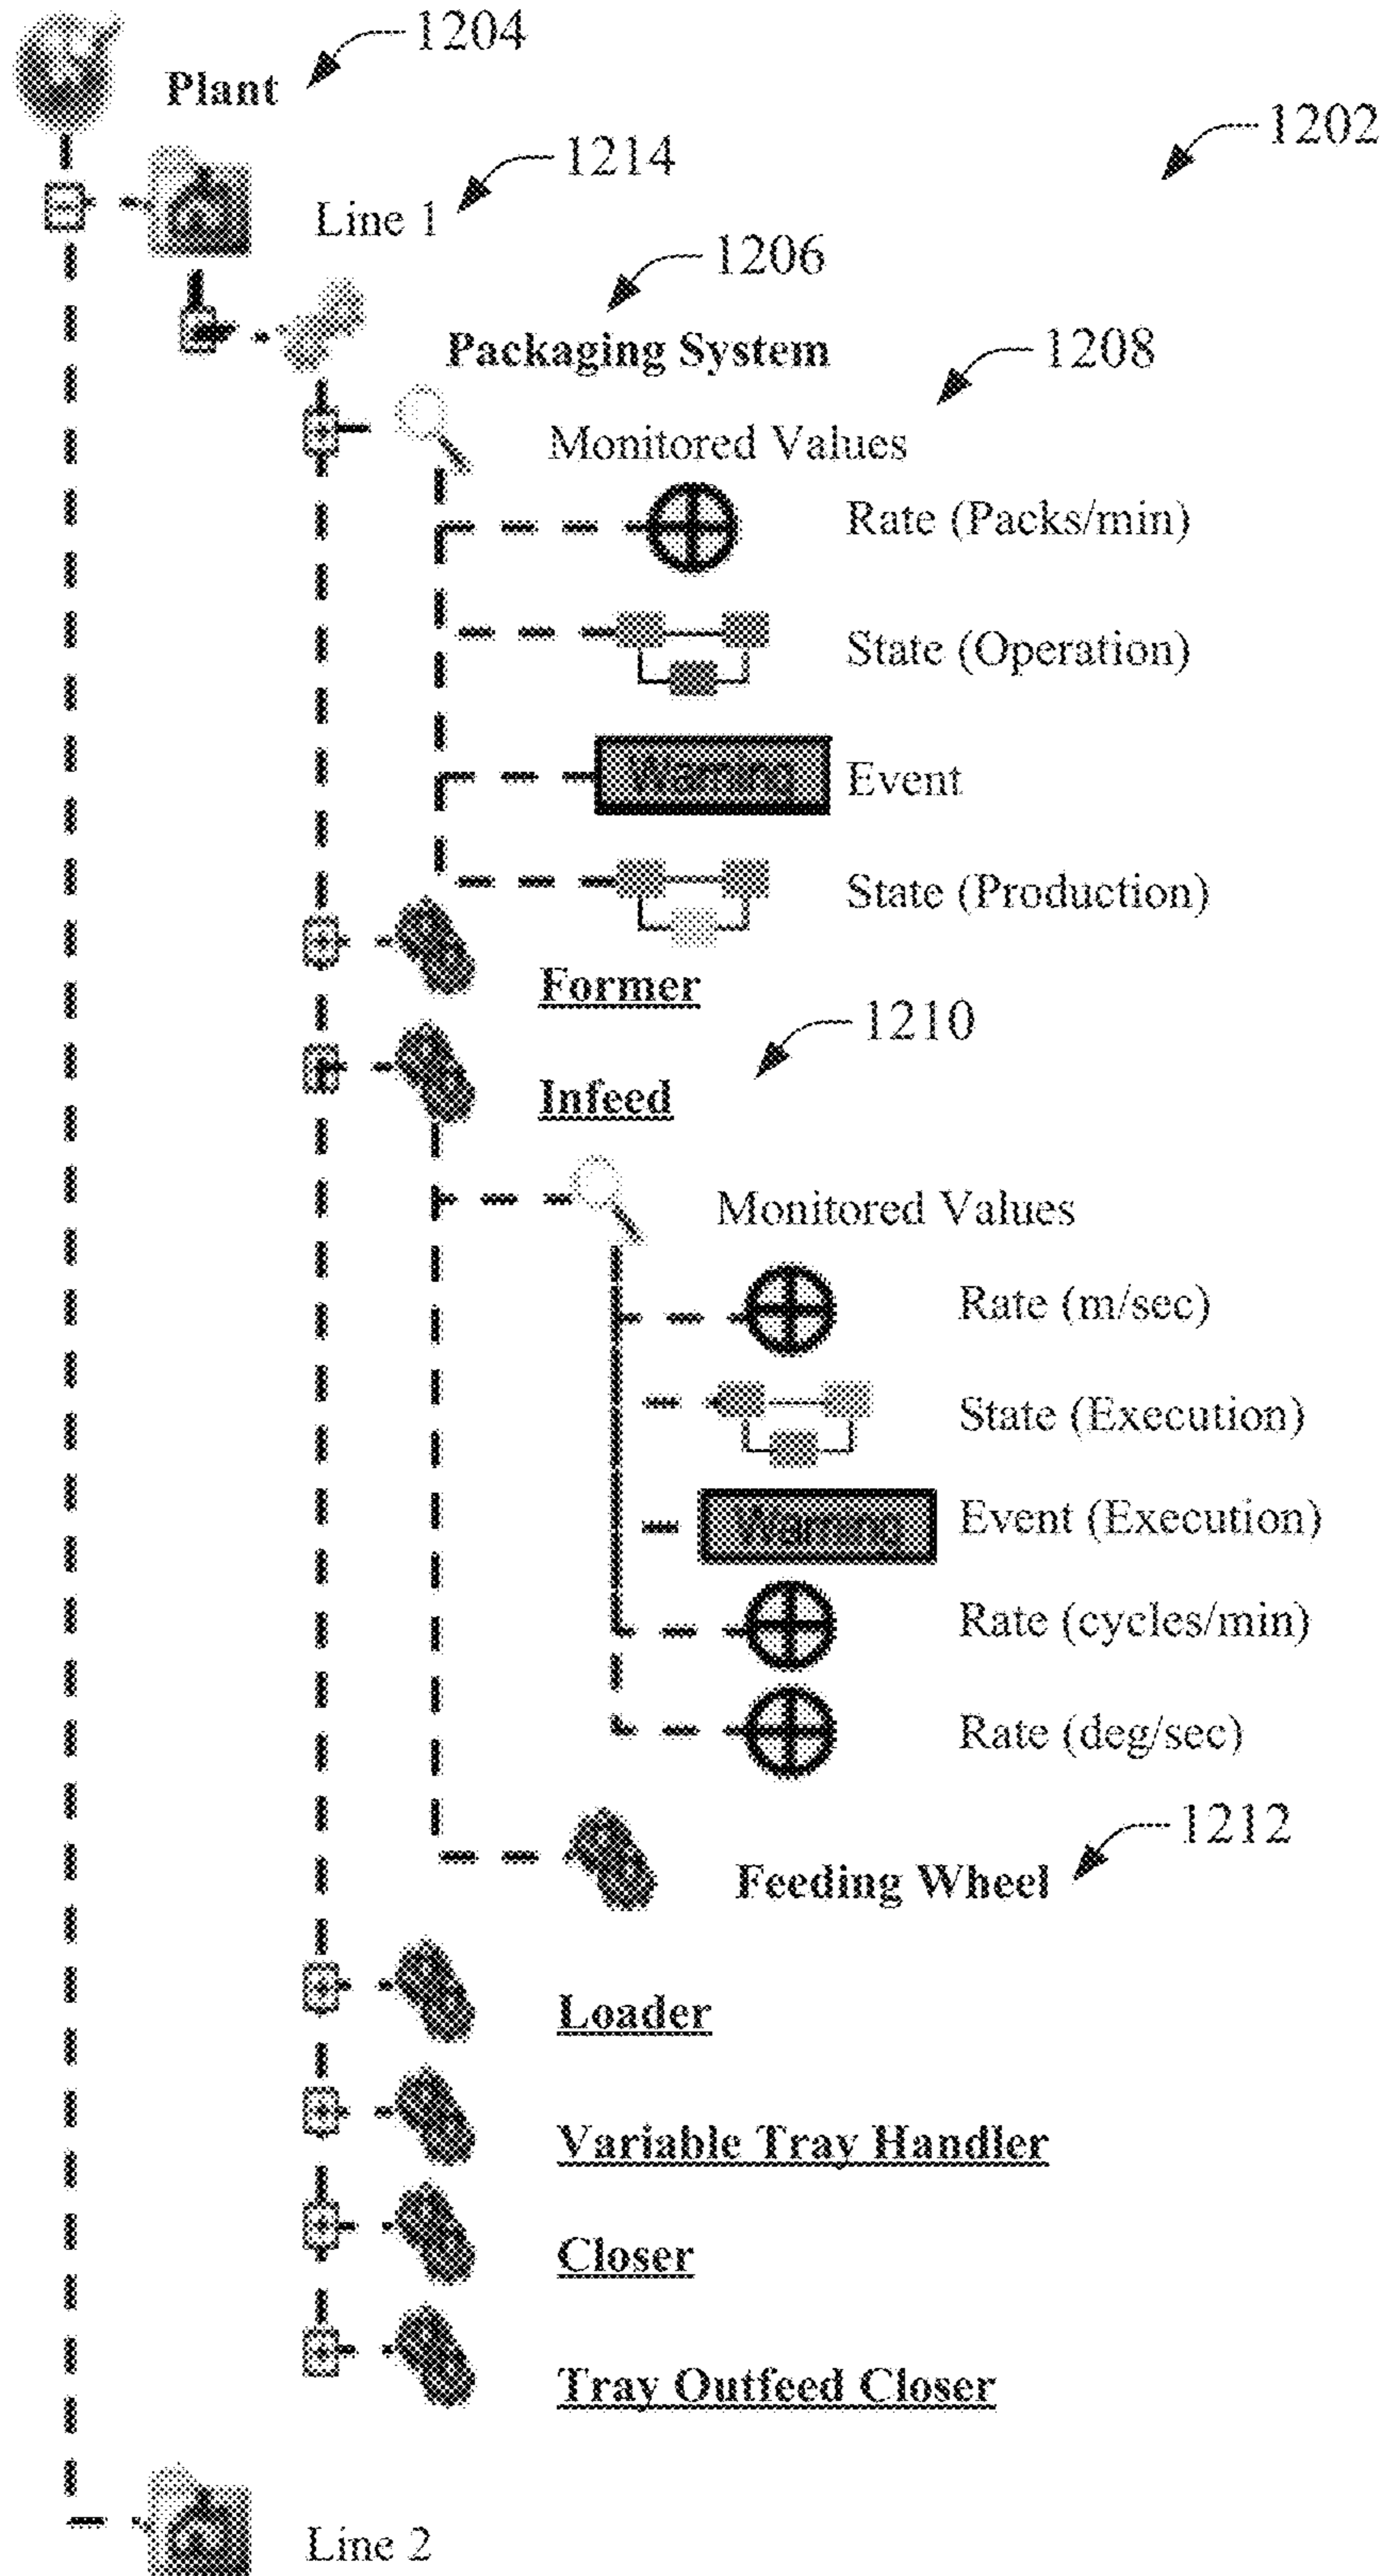 1204
Plant
1202
1214
Line 1
1206
Packaging System
1208
Monitored Values
Rate (Packs/min)
State (Operation)
Warning
Event
State (Production)
Former
1210
Infeed
Monitored Values
Rate (m/sec)
State (Execution)
Warning
Event (Execution)
Rate (cycles/min)
Rate (deg/sec)
1212
Feeding Wheel
Loader
Variable Tray Handler
Closer
Tray Outfeed Closer
Line 2